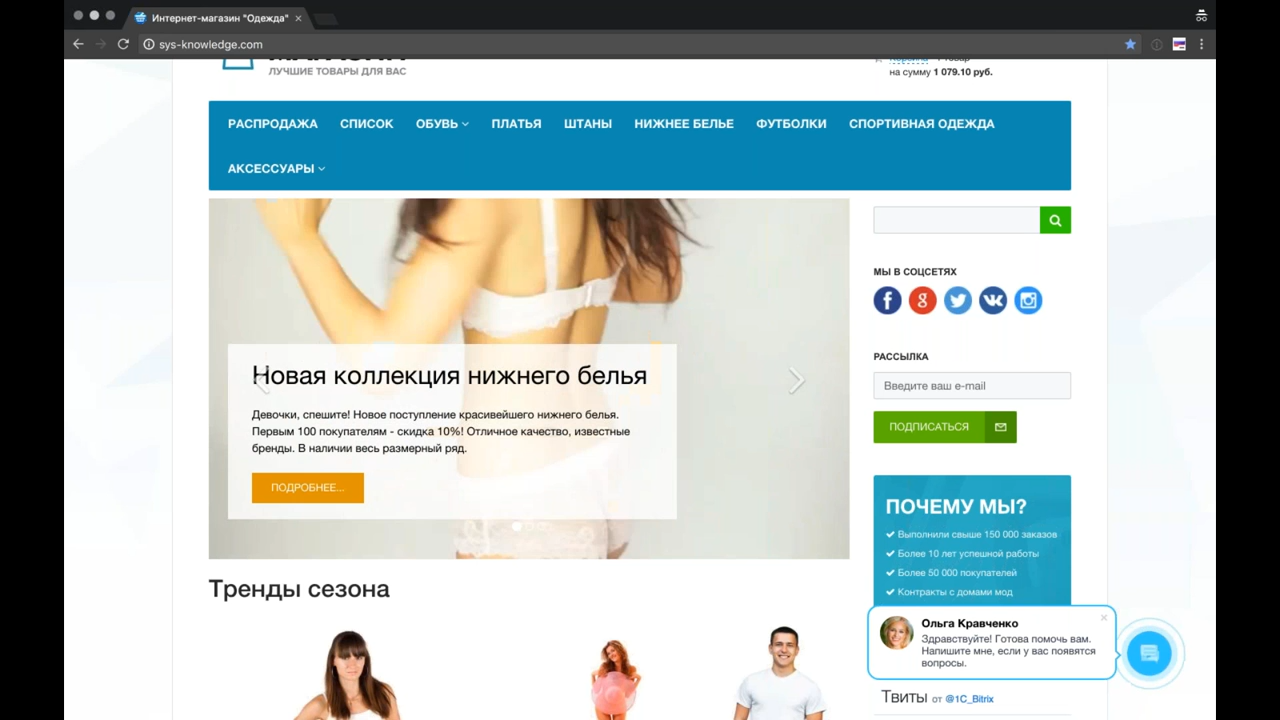 Интернет-магазин "Одежда"
sys-knowledge.com
ЛУЧШИЕ ТОВАРЫ ДЛЯ ВАС
на сумму 1 079.10 руб.
РАСПРОДАЖА СПИСОК ОБУВЬ ПЛАТЬЯ ШТАНЫ НИЖНЕЕ БЕЛЬЕ ФУТБОЛКИ СПОРТИВНАЯ ОДЕЖДА
АКСЕССУАРЫ
МЫ В СОЦСЕТЯХ
Новая коллекция нижнего белья
Девочки, спешите! Новое поступление красивейшего нижнего белья.
Первым 100 покупателям - скидка 10%! Отличное качество, известные
бренды. В наличии весь размерный ряд.
ПОДРОБНЕЕ...
РАССЫЛКА
Введите ваш e-mail
ПОДПИСАТЬСЯ
ПОЧЕМУ МЫ?
Выполнили свыше 150 000 заказов
Более 10 лет успешной работы
Более 50 000 покупателей
Контракты с домами мод
Тренды сезона
Ольга Кравченко
Здравствуйте! Готова помочь вам.
Напишите мне, если у вас появятся
вопросы.
Твиты от @1C_Bitrix